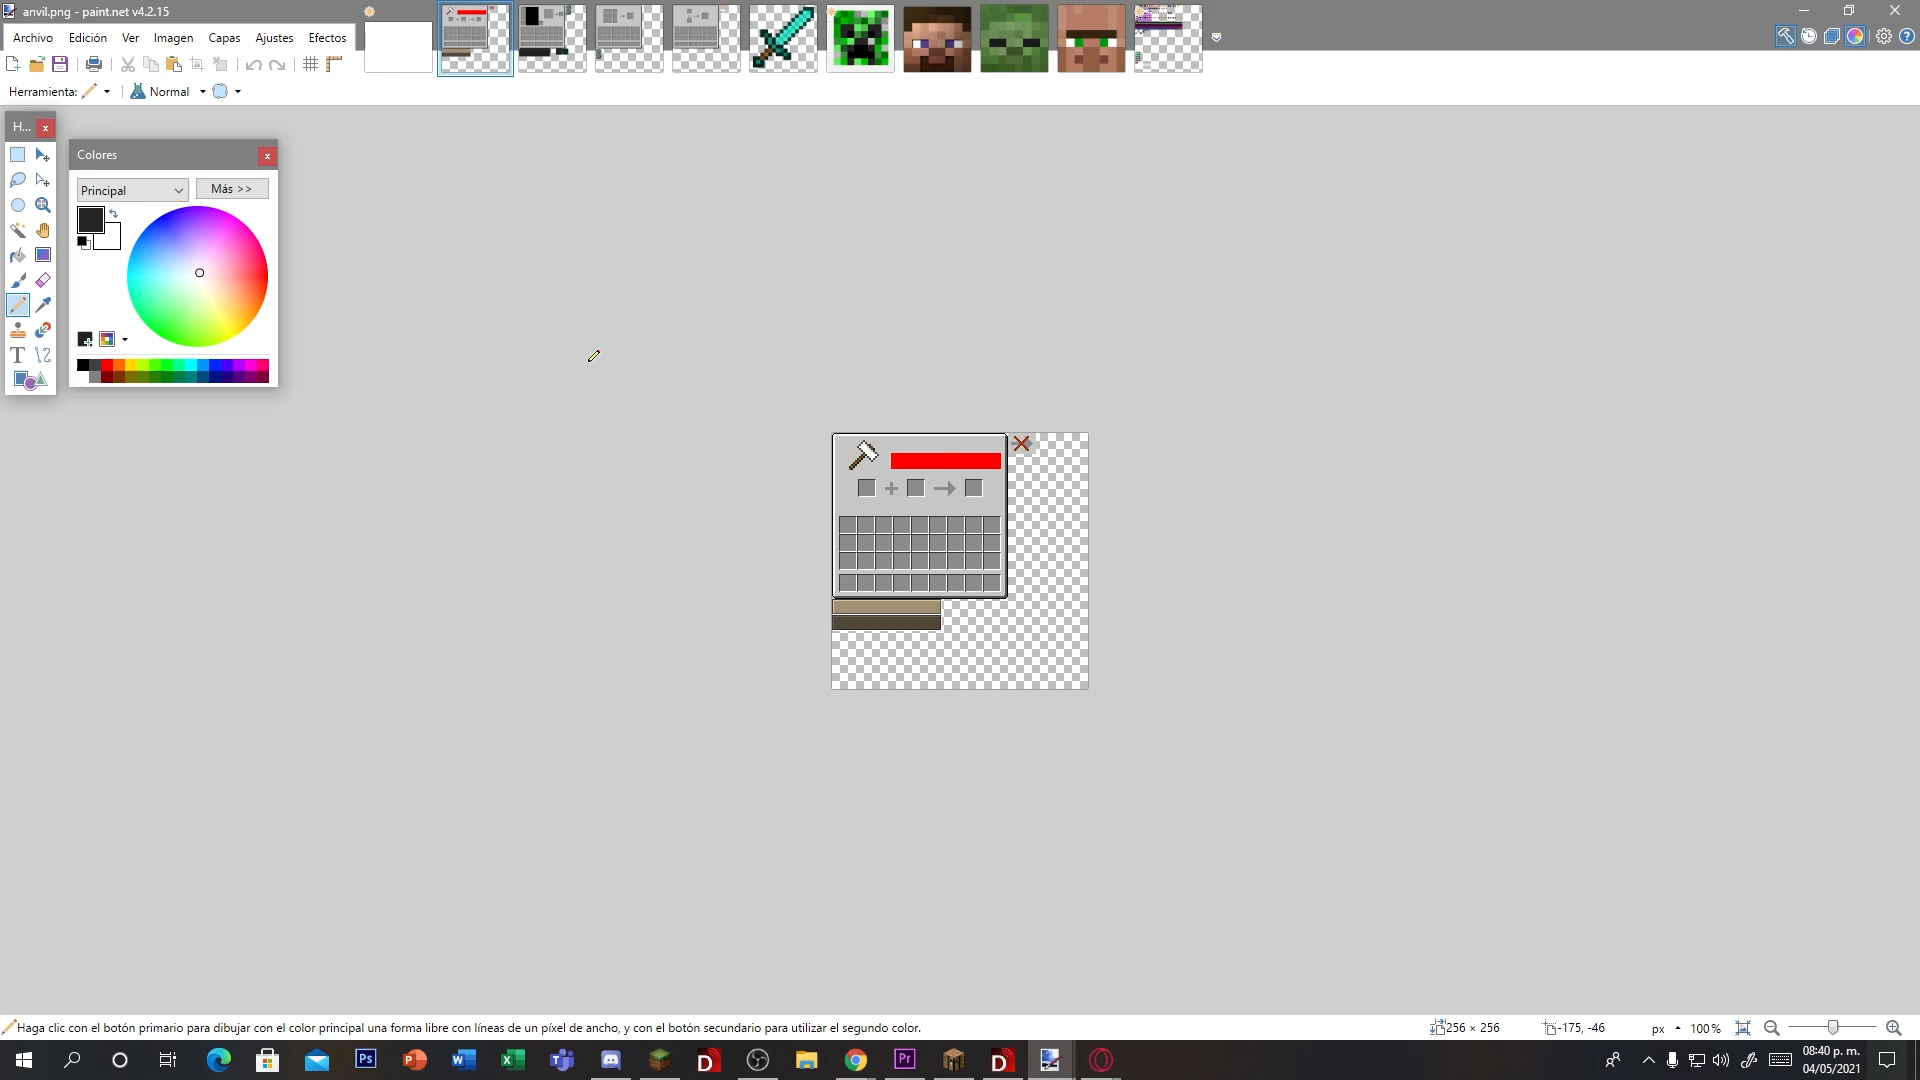 anvil.png - paint.net v4.2.15
Archivo Edición Ver Imagen Capas Ajustes Efectos
Herramienta: Normal
H...
Colores
Principal
Más >>
Haga clic con el botón primario para dibujar con el color principal una forma libre con líneas de un píxel de ancho, y con el botón secundario para utilizar el segundo color.
256 × 256
-175, -46
px
100%
08:40 p. m.
04/05/2021